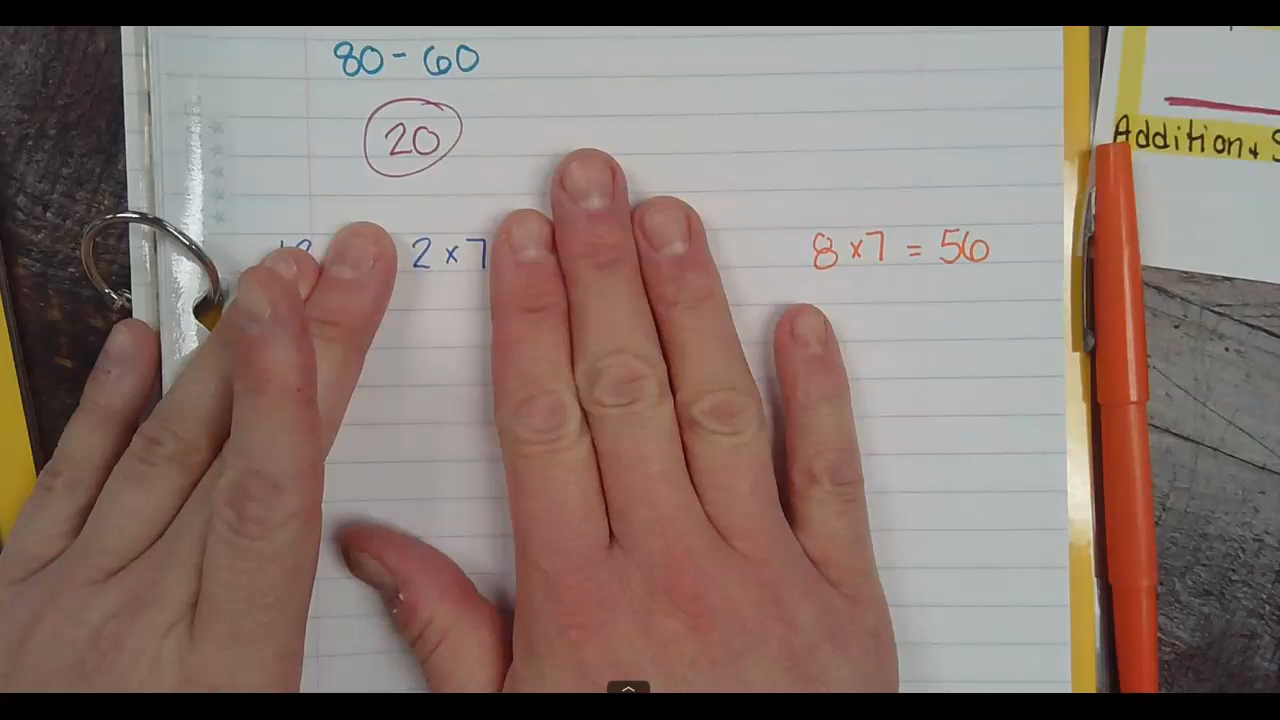 80 - 60
20
2 x 7
8 x 7 = 56
Addition +